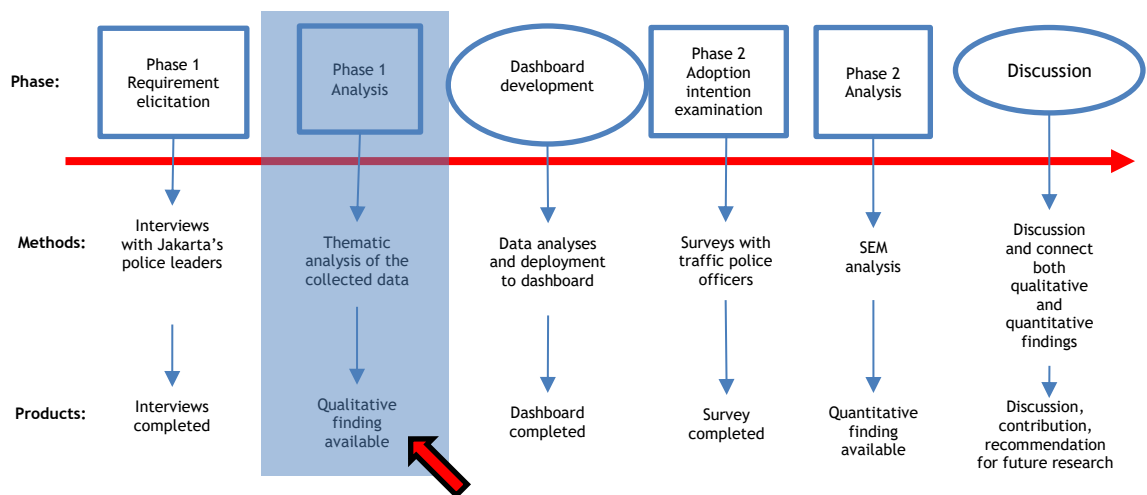 Phase:
Phase 1
Requirement
elicitation
Phase 1
Analysis
Dashboard
development
Phase 2
Adoption
intention
examination
Phase 2
Analysis
Discussion
Methods:
Interviews
with Jakarta’s
police leaders
Thematic
analysis of the
collected data
Data analyses
and deployment
to dashboard
Surveys with
traffic police
officers
SEM
analysis
Discussion
and connect
both
qualitative
and
quantitative
findings
Products:
Interviews
completed
Qualitative
finding
available
Dashboard
completed
Survey
completed
Quantitative
finding
available
Discussion,
contribution,
recommendation
for future research